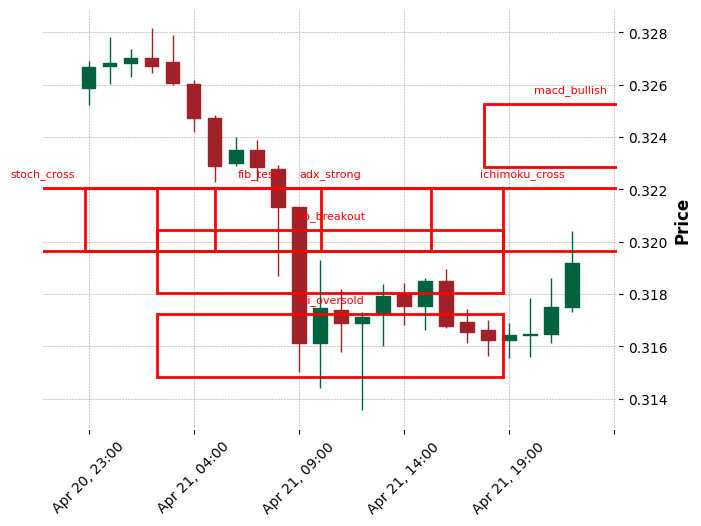 0.328
0.326
macd_bullish
0.324
stoch_cross
fib_test
adx_strong
ichimoku_cross
0.322
b_breakout
0.320
Price
0.318
i_oversold
0.316
0.314
Apr 20, 23:00
Apr 21, 04:00
Apr 21, 09:00
Apr 21, 14:00
Apr 21, 19:00